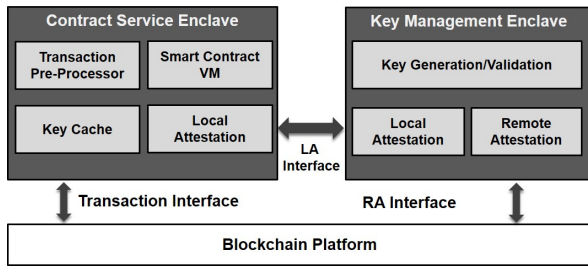 Contract Service Enclave
Transaction
Pre-Processor
Smart Contract
VM
Key Cache
Local
Attestation
LA
Interface
Key Management Enclave
Key Generation/Validation
Local
Attestation
Remote
Attestation
Transaction Interface
RA Interface
Blockchain Platform